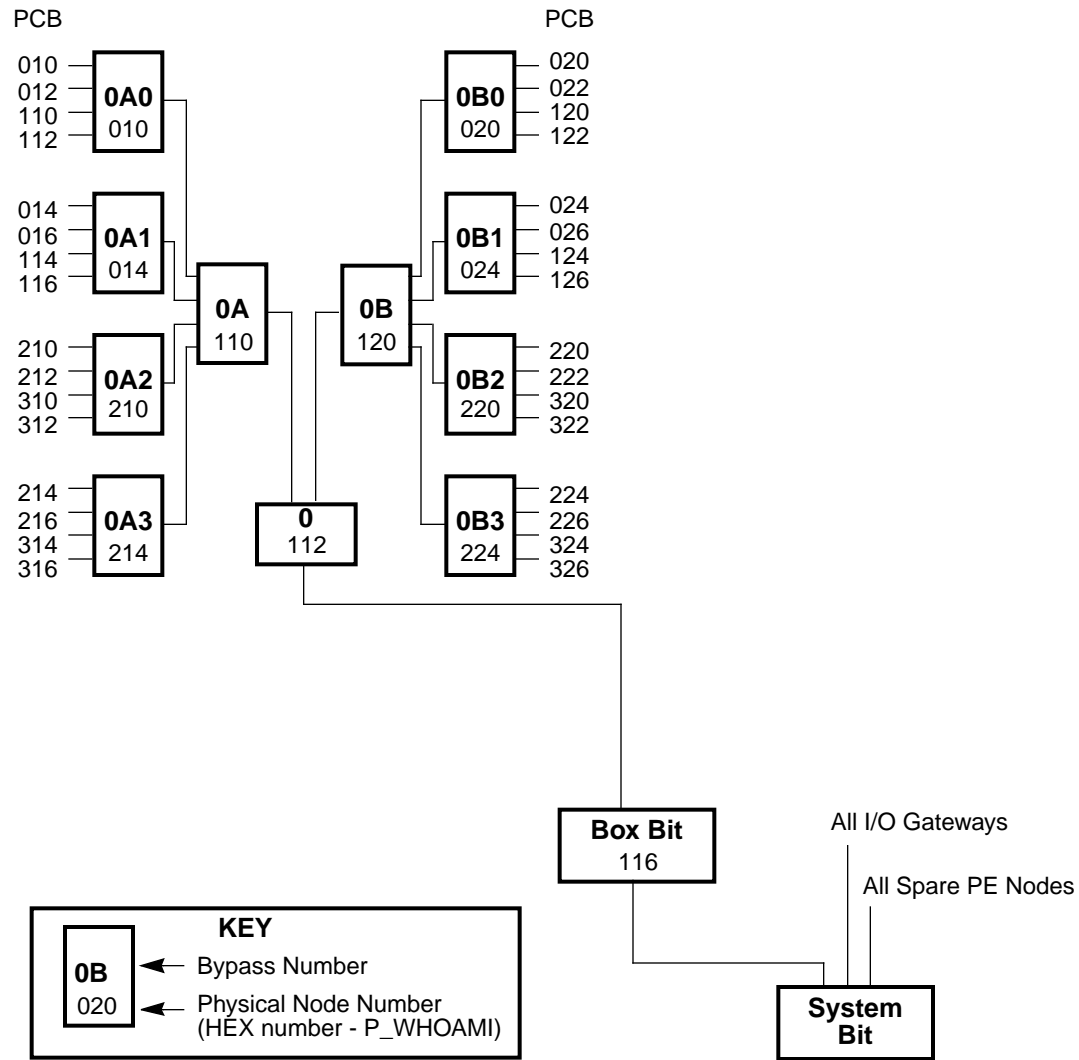 PCB
PCB
010
012
110
112
0A0
010
0B0
020
020
022
120
122
014
016
114
116
0A1
014
0B1
024
024
026
124
126
0A
110
0B
120
210
212
310
312
0A2
210
0B2
220
220
222
320
322
214
216
314
316
0A3
214
0
112
0B3
224
224
226
324
326
Box Bit
116
All I/O Gateways
All Spare PE Nodes
System
Bit
KEY
0B
020
Bypass Number
Physical Node Number
(HEX number - P_WHOAMI)